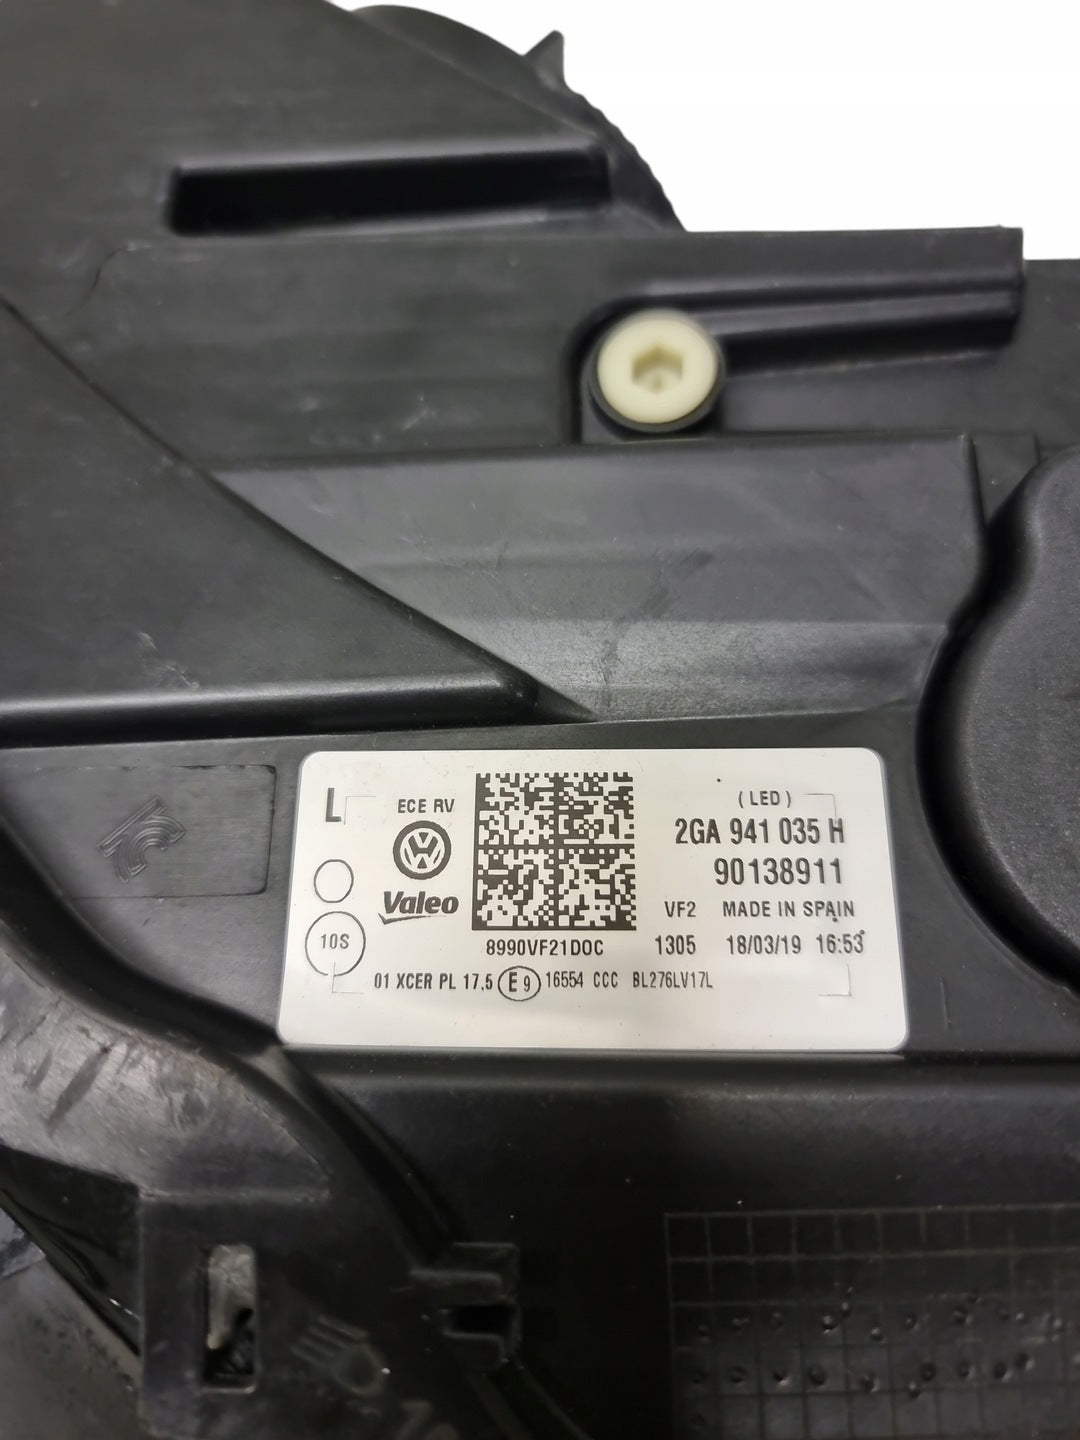 L
ECE RV
Valeo
10S
8990VF21D0C
(LED)
2GA 941 035 H
90138911
VF2 MADE IN SPAIN
1305 18/03/19 16:53
01 XCER PL 17,5 E9 16554 CCC BL276LV17L